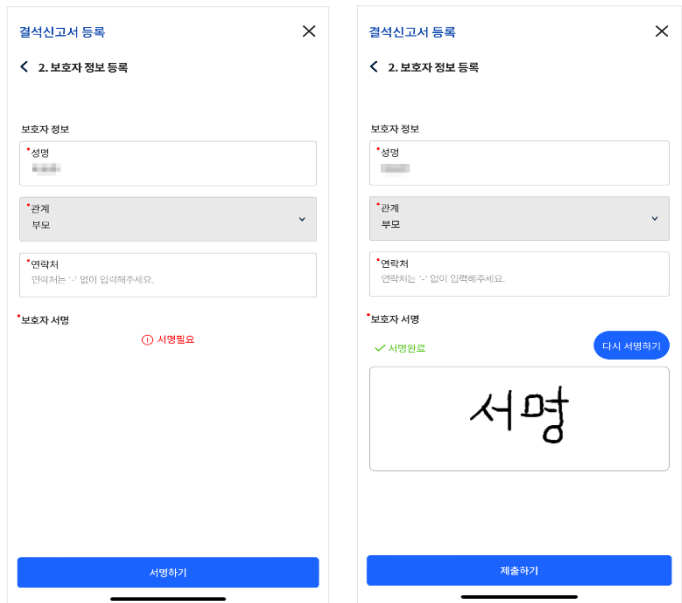 결석신고서 등록
2. 보호자 정보 등록
보호자 정보
*성명
*관계
부모
*연락처
연락처는 '-' 없이 입력해주세요.
*보호자 서명
서명필요
서명하기
결석신고서 등록
2. 보호자 정보 등록
보호자 정보
*성명
*관계
부모
*연락처
연락처는 '-' 없이 입력해주세요.
*보호자 서명
서명완료
다시 서명하기
서명
제출하기